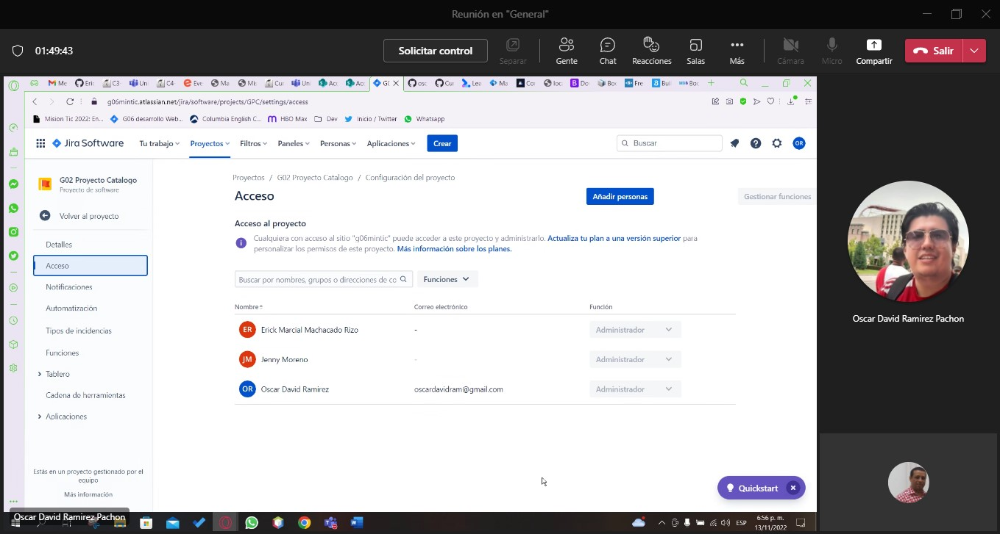 Reunión en "General"
01:49:43
Solicitar control
Separar
Gente
Chat
Reacciones
Salas
Más
Cámara
Micro
Compartir
Salir
g06mintic.atlassian.net/jira/software/projects/GPC/settings/access
Mision Tic 2022: En... G06 desarrollo Web... Columbia English C... HBO Max Dev Inicio / Twitter Whatsapp
Jira Software Tu trabajo Proyectos Filtros Paneles Personas Aplicaciones Crear Buscar OR
G02 Proyecto Catalogo
Proyecto de software
Volver al proyecto
Detalles
Acceso
Notificaciones
Automatización
Tipos de incidencias
Funciones
Tablero
Cadena de herramientas
Aplicaciones
Estás en un proyecto gestionado por el
equipo
Más información
Proyectos / G02 Proyecto Catalogo / Configuración del proyecto
Acceso
Añadir personas
Gestionar funciones
Acceso al proyecto
Cualquiera con acceso al sitio "g06mintic" puede acceder a este proyecto y administrarlo. Actualiza tu plan a una versión superior para
personalizar los permisos de este proyecto. Más información sobre los planes.
Buscar por nombres, grupos o direcciones de co
Funciones
Nombre Correo electrónico Función
ER Erick Marcial Machacado Rizo - Administrador
JM Jenny Moreno - Administrador
OR Oscar David Ramirez oscardavidram@gmail.com Administrador
Quickstart
Oscar David Ramirez Pachon
Oscar David Ramirez Pachon
ESP
6:56 p. m.
13/11/2022